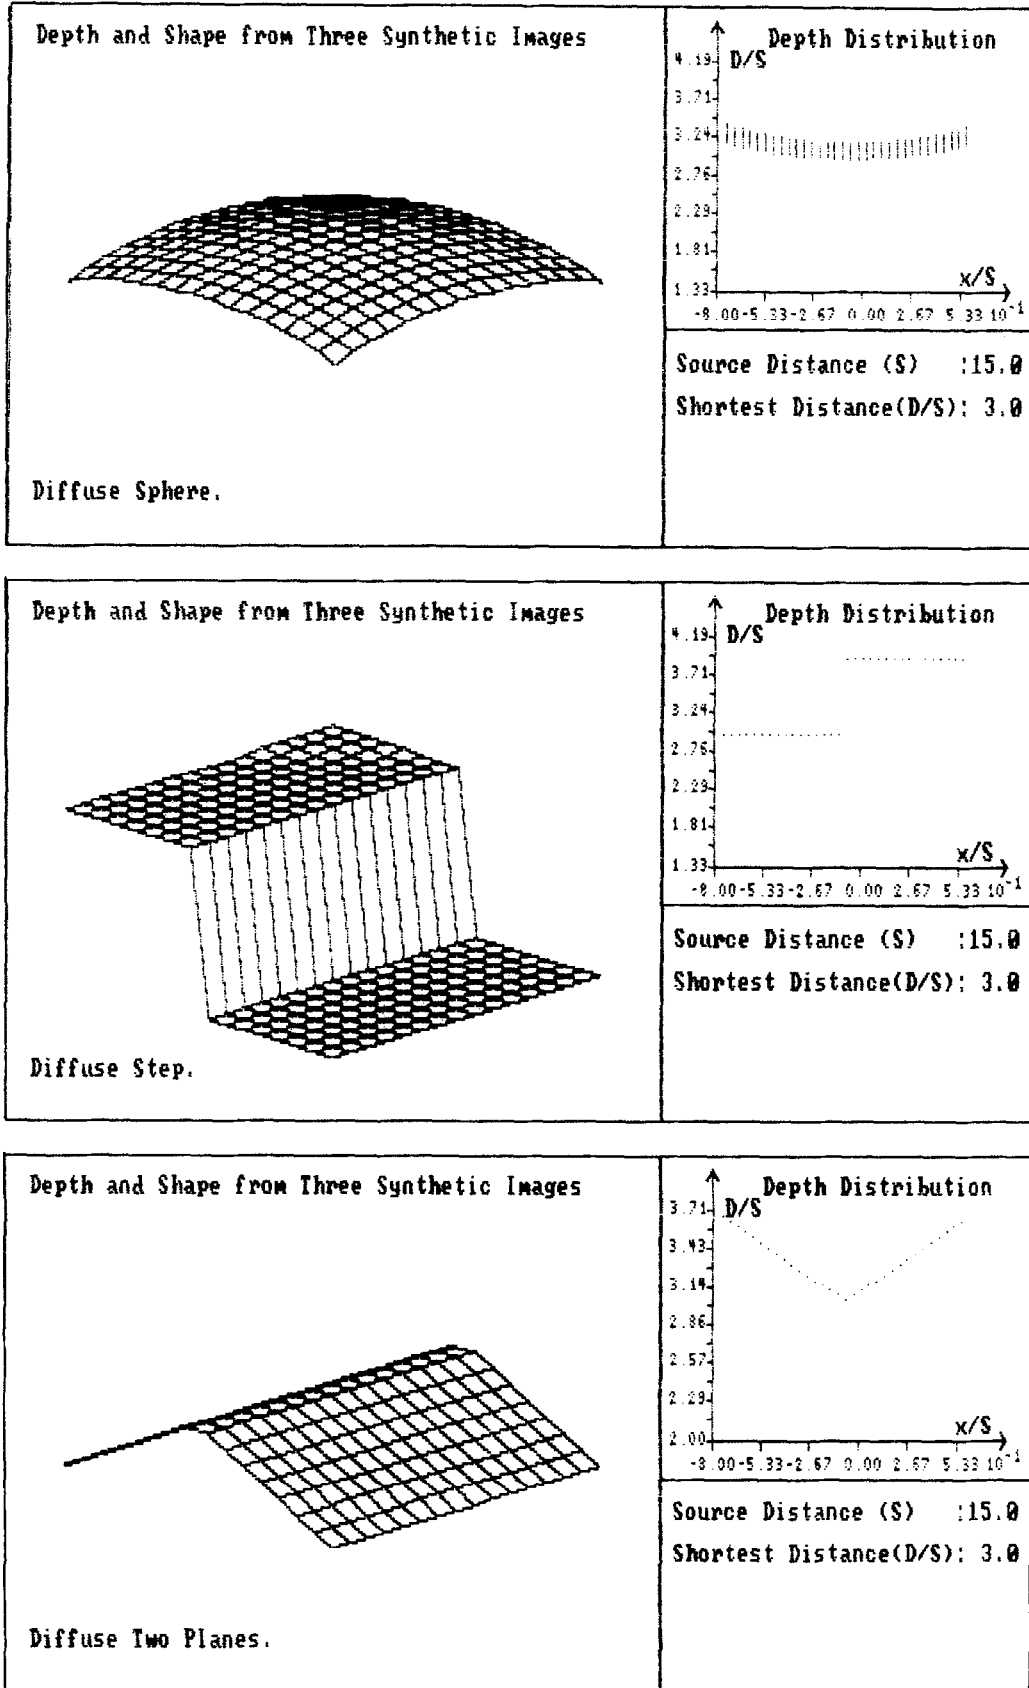 Depth and Shape from Three Synthetic Images
Depth Distribution
D/S
4.19
3.71
3.24
2.76
2.29
1.81
1.33
x/S
-8.00 -5.33 -2.67 0.00 2.67 5.33 10^-1
Source Distance (S) :15.0
Shortest Distance(D/S): 3.0
Diffuse Sphere.
Depth and Shape from Three Synthetic Images
Depth Distribution
D/S
4.19
3.71
3.24
2.76
2.29
1.81
1.33
x/S
-8.00 -5.33 -2.67 0.00 2.67 5.33 10^-1
Source Distance (S) :15.0
Shortest Distance(D/S): 3.0
Diffuse Step.
Depth and Shape from Three Synthetic Images
Depth Distribution
D/S
3.71
3.43
3.14
2.86
2.57
2.29
2.00
x/S
-8.00 -5.33 -2.67 0.00 2.67 5.33 10^-1
Source Distance (S) :15.0
Shortest Distance(D/S): 3.0
Diffuse Two Planes.